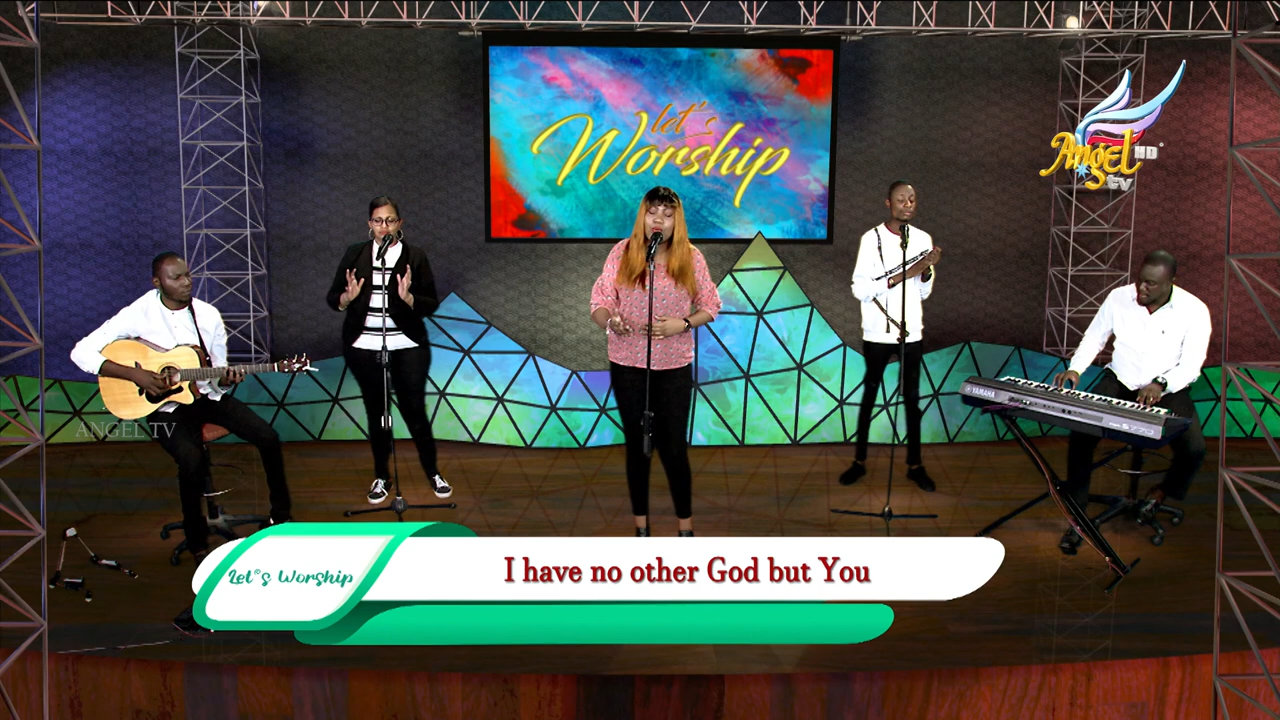 let's
Worship
Angel HD
tv
ANGEL TV
YAMAHA
Let's Worship
I have no other God but You